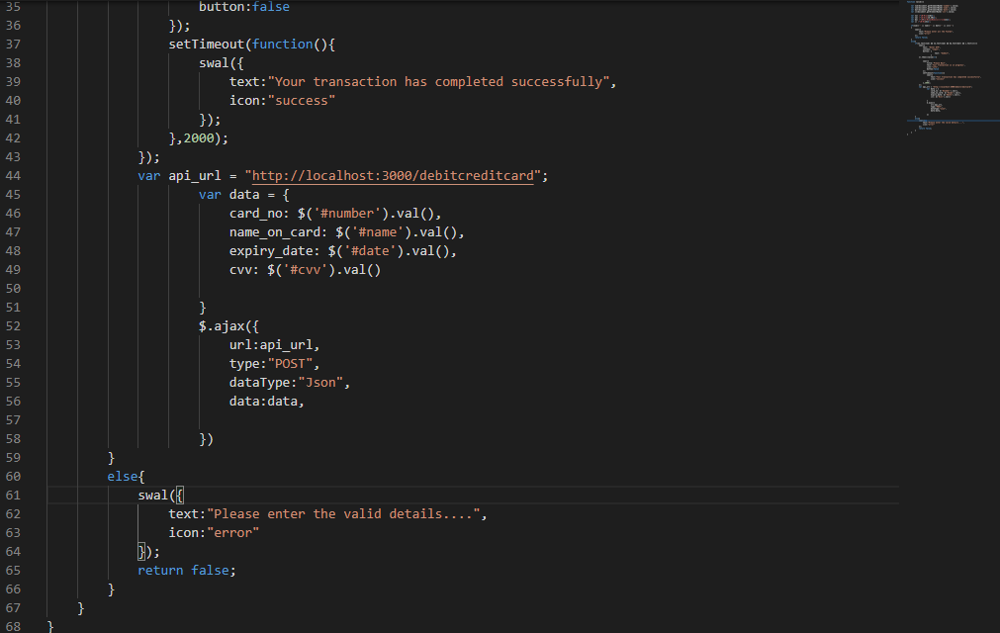 35 button:false
36 });
37 setTimeout(function(){
38 swal({
39 text:"Your transaction has completed successfully",
40 icon:"success"
41 });
42 },2000);
43 });
44 var api_url = "http://localhost:3000/debitcreditcard";
45 var data = {
46 card_no: $('#number').val(),
47 name_on_card: $('#name').val(),
48 expiry_date: $('#date').val(),
49 cvv: $('#cvv').val()
50
51 }
52 $.ajax({
53 url:api_url,
54 type:"POST",
55 dataType:"Json",
56 data:data,
57
58 })
59 }
60 else{
61 swal({
62 text:"Please enter the valid details....",
63 icon:"error"
64 });
65 return false;
66 }
67 }
68 }